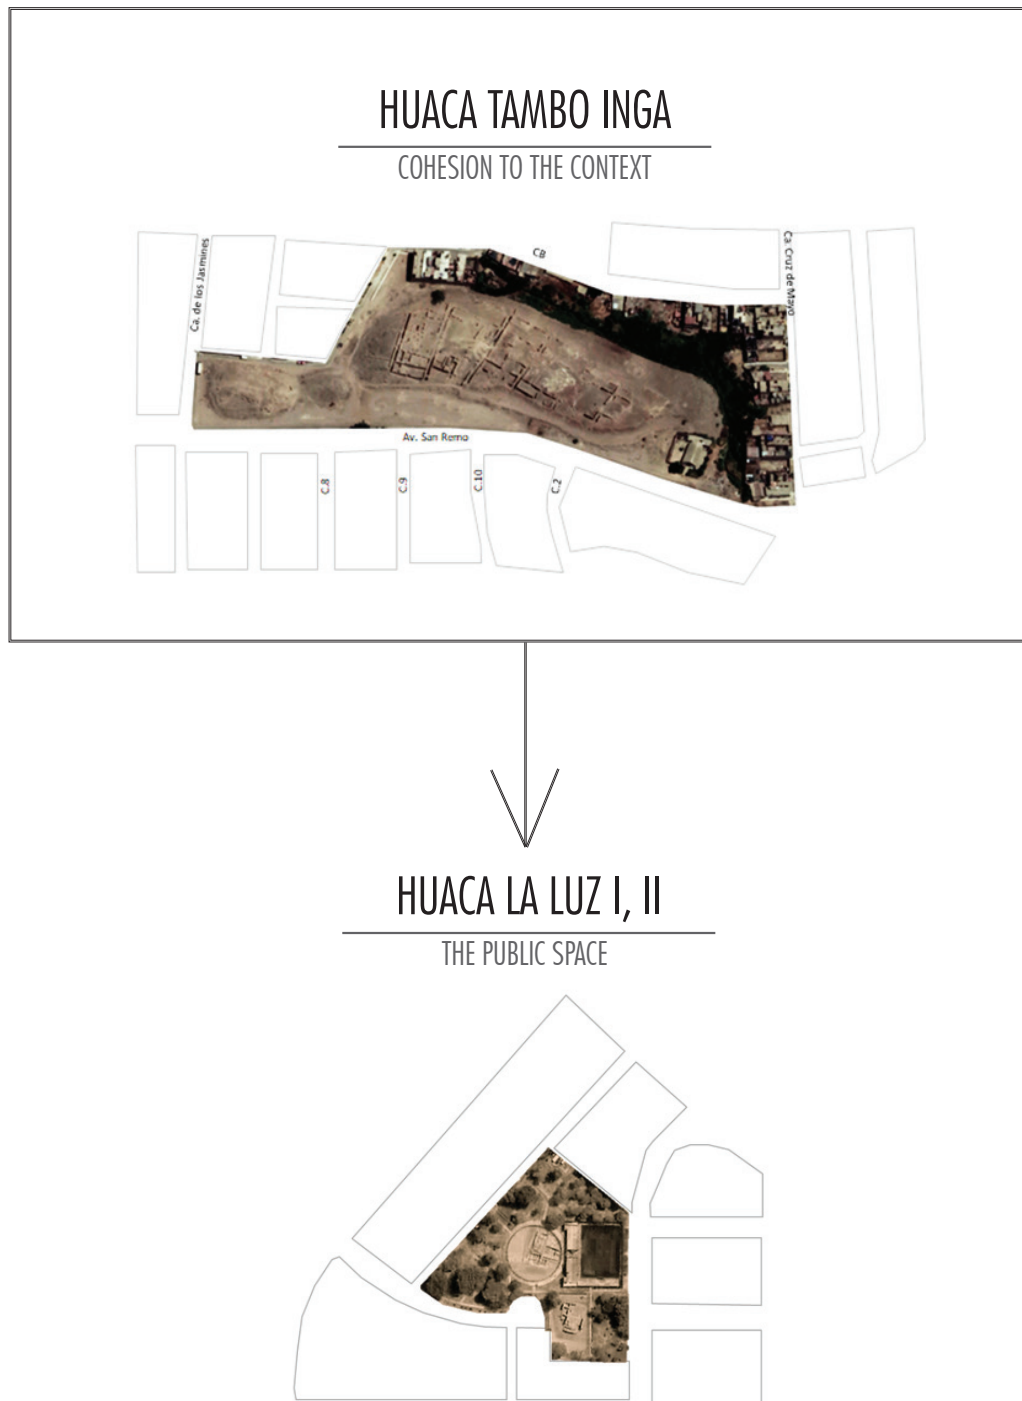 HUACA TAMBO INGA
COHESION TO THE CONTEXT
Ca. de los Jasmines
CB
Ca. Cruz de Mayo
Av. San Remo
C.8
C.9
C.10
C.2
HUACA LA LUZ I, II
THE PUBLIC SPACE